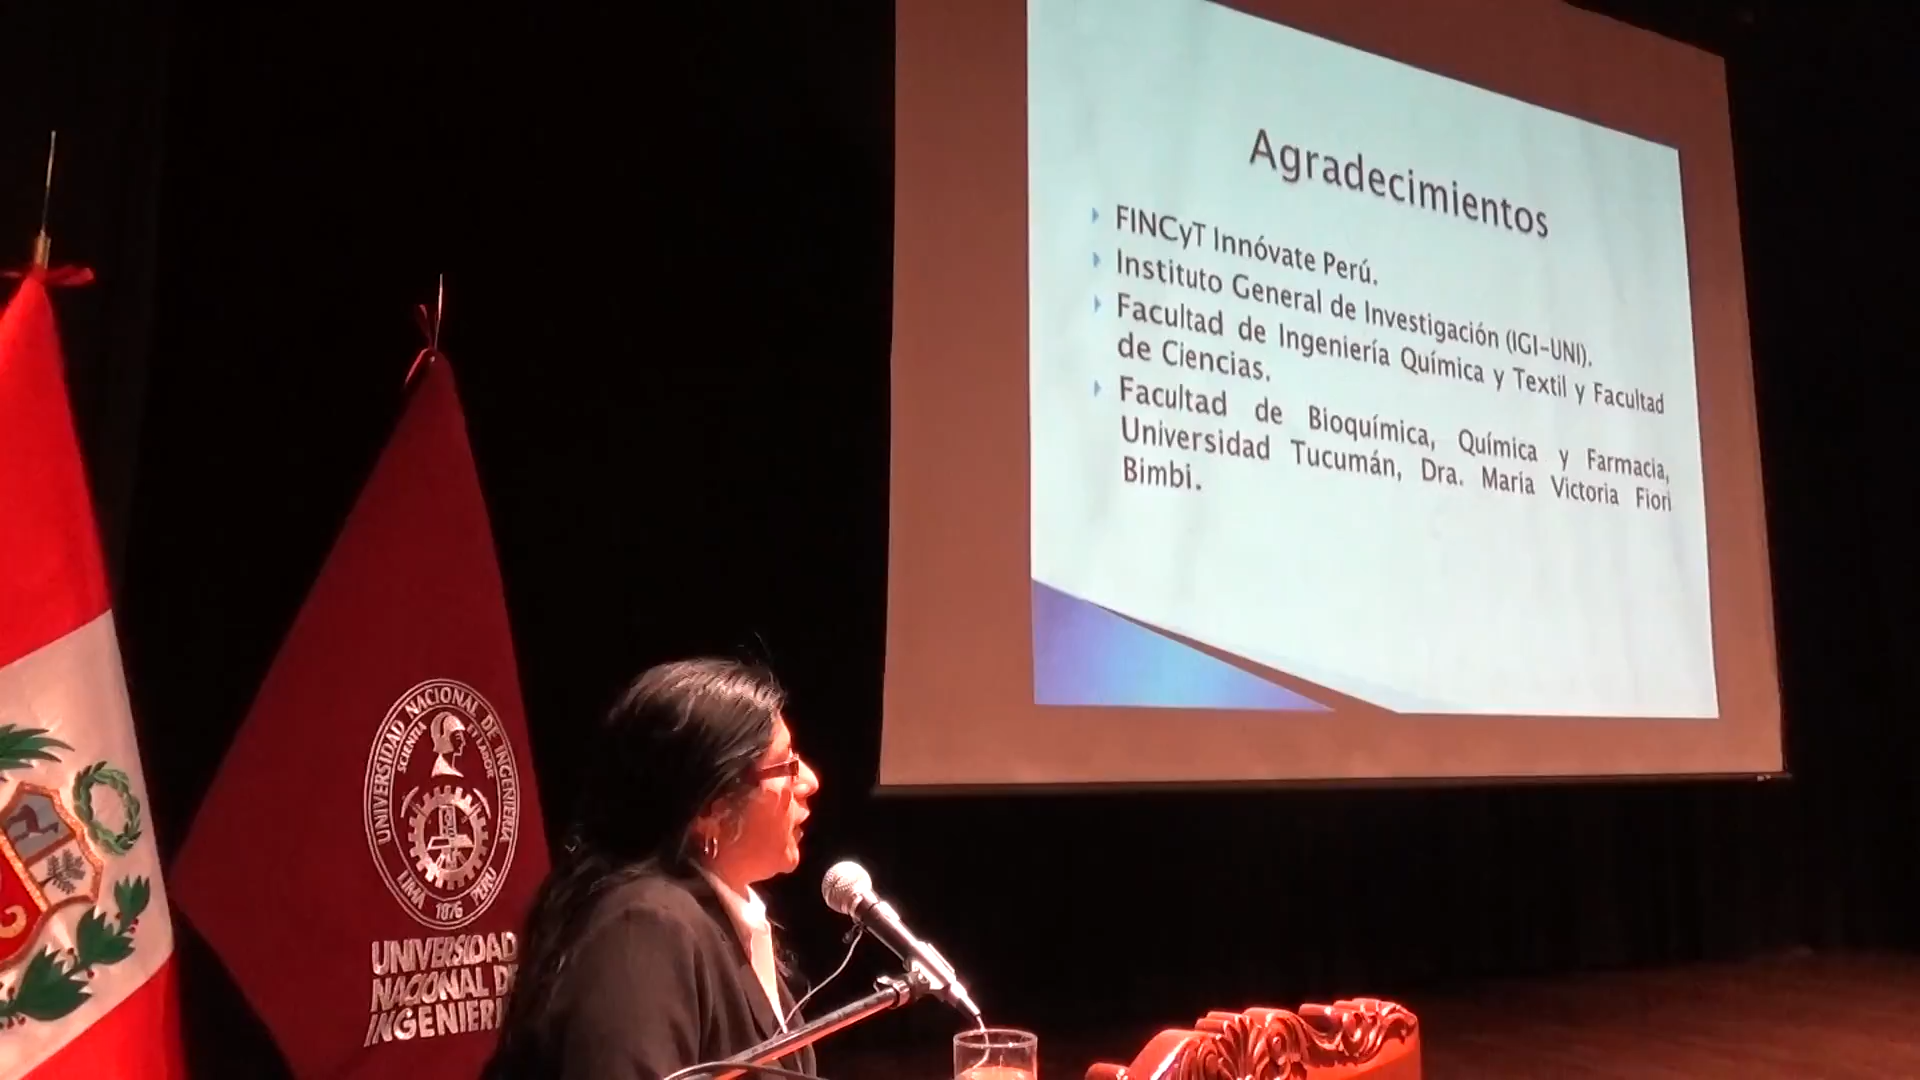 Agradecimientos
FINCyT Innóvate Perú.
Instituto General de Investigación (IGI-UNI).
Facultad de Ingeniería Química y Textil y Facultad
de Ciencias.
Facultad de Bioquímica, Química y Farmacia,
Universidad Tucumán, Dra. María Victoria Fiori
Bimbi.
UNIVERSIDAD NACIONAL DE INGENIERIA
SCIENTIA ET LABOR
LIMA 1876 PERU
UNIVERSIDAD
NACIONAL DE
INGENIERI